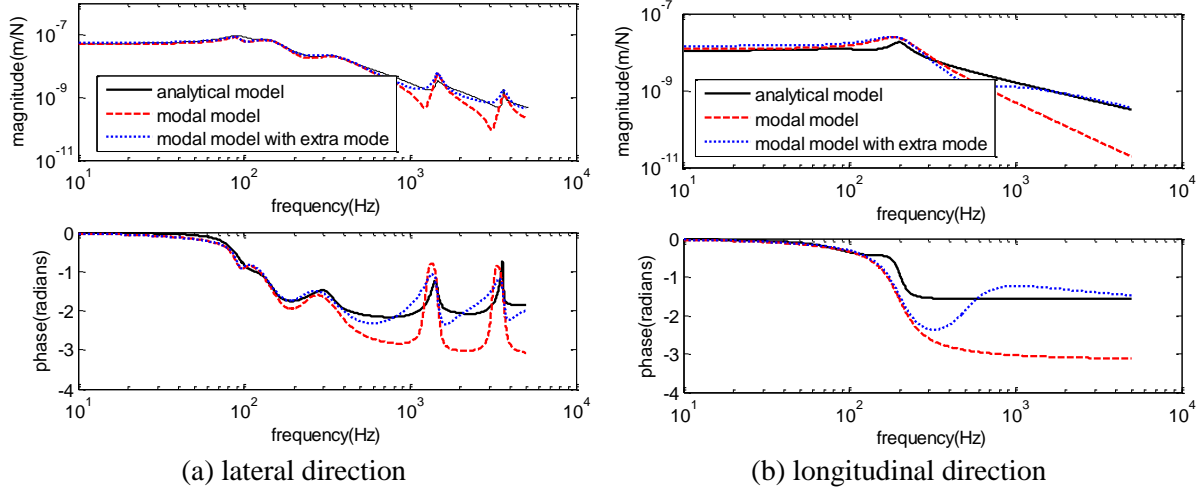 magnitude(m/N)
10^-7
10^-9
10^-11
analytical model
modal model
modal model with extra mode
10^1 10^2 10^3 10^4
frequency(Hz)
phase(radians)
0
-1
-2
-3
-4
10^1 10^2 10^3 10^4
frequency(Hz)
(a) lateral direction
magnitude(m/N)
10^-7
10^-9
10^-11
analytical model
modal model
modal model with extra mode
10^1 10^2 10^3 10^4
frequency(Hz)
phase(radians)
0
-1
-2
-3
-4
10^1 10^2 10^3 10^4
frequency(Hz)
(b) longitudinal direction